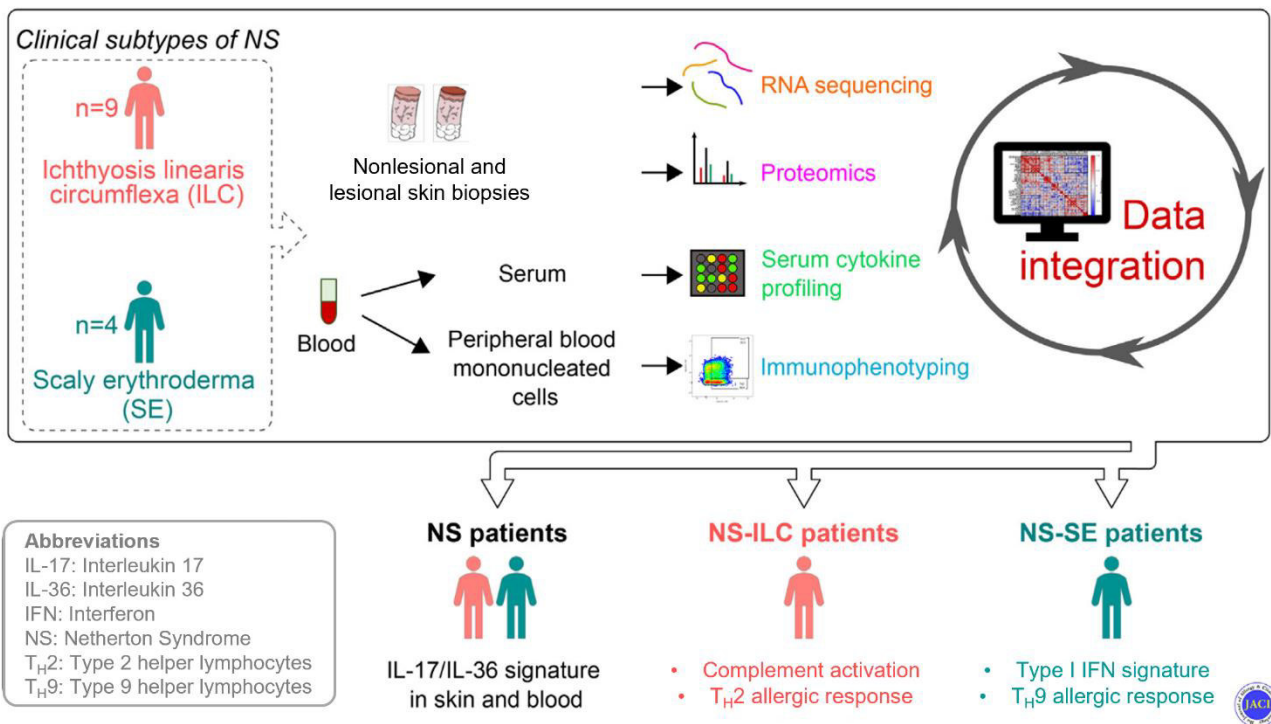 Clinical subtypes of NS
n=9
Ichthyosis linearis
circumflexa (ILC)
n=4
Scaly erythroderma
(SE)
Nonlesional and
lesional skin biopsies
Blood
Serum
Peripheral blood
mononucleated
cells
RNA sequencing
Proteomics
Serum cytokine
profiling
Immunophenotyping
Data
integration
Abbreviations
IL-17: Interleukin 17
IL-36: Interleukin 36
IFN: Interferon
NS: Netherton Syndrome
TH2: Type 2 helper lymphocytes
TH9: Type 9 helper lymphocytes
NS patients
IL-17/IL-36 signature
in skin and blood
NS-ILC patients
• Complement activation
• TH2 allergic response
NS-SE patients
• Type I IFN signature
• TH9 allergic response
JACI